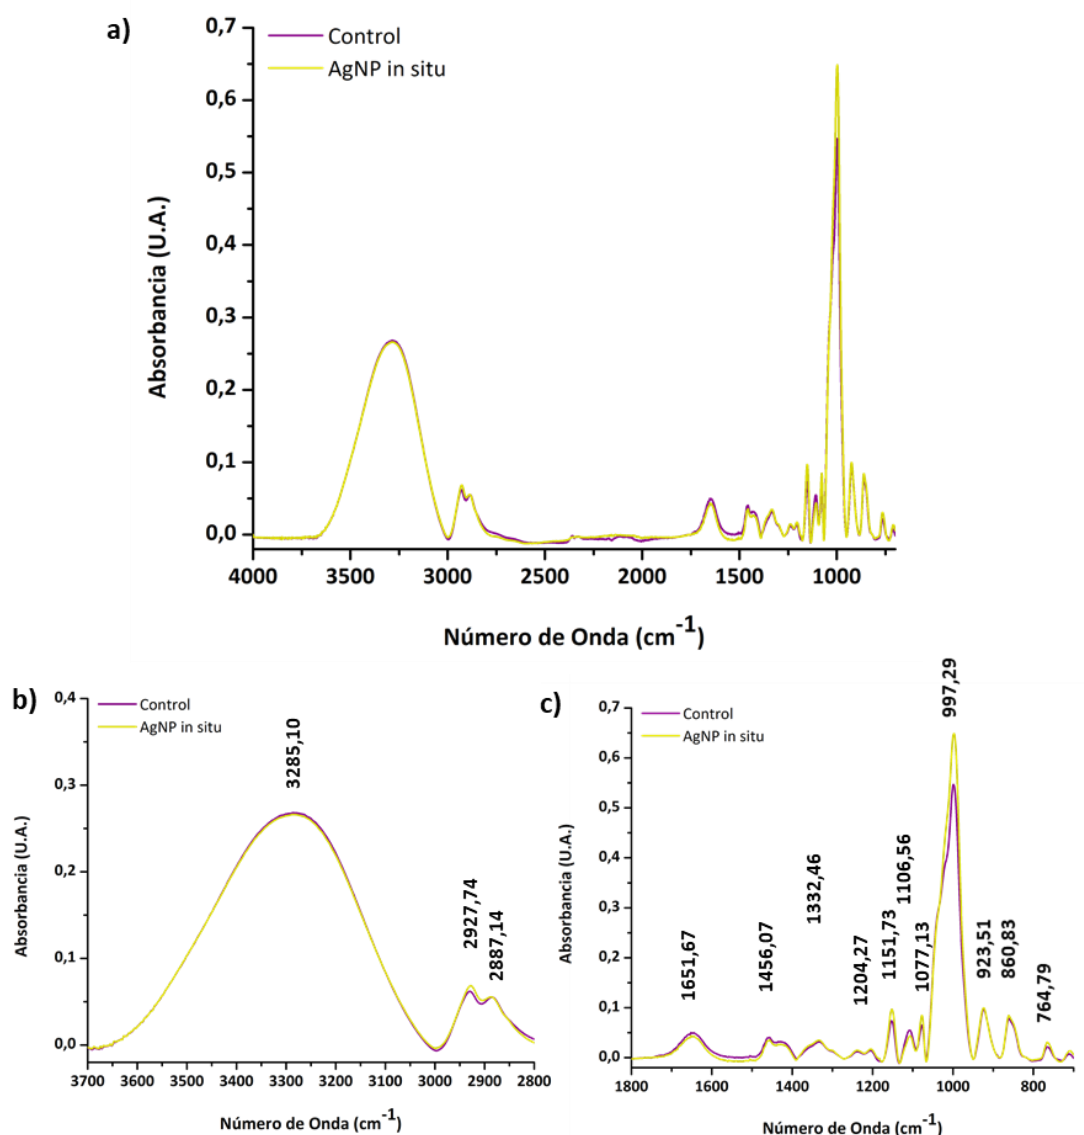 a)
Control
AgNP in situ
0,7
0,6
0,5
0,4
0,3
0,2
0,1
0,0
Absorbancia (U.A.)
4000 3500 3000 2500 2000 1500 1000
Número de Onda (cm⁻¹)
b)
Control
AgNP in situ
0,4
0,3
0,2
0,1
0,0
Absorbancia (U.A.)
3285,10
2927,74
2887,14
3700 3600 3500 3400 3300 3200 3100 3000 2900 2800
Número de Onda (cm⁻¹)
c)
Control
AgNP in situ
0,7
0,6
0,5
0,4
0,3
0,2
0,1
0,0
Absorbancia (U.A.)
1651,67
1456,07
1332,46
1204,27
1151,73
1106,56
1077,13
997,29
923,51
860,83
764,79
1800 1600 1400 1200 1000 800
Número de Onda (cm⁻¹)